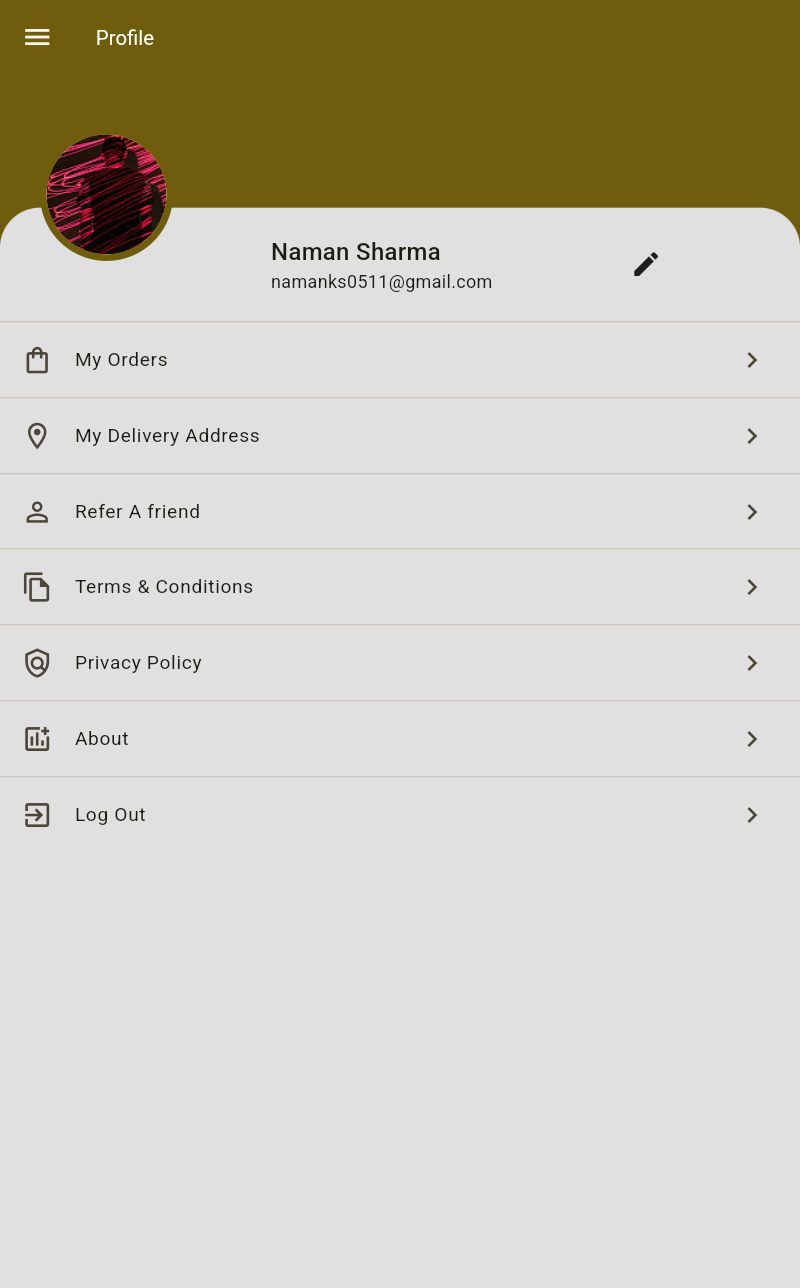 Profile
Naman Sharma
namanks0511@gmail.com
My Orders
My Delivery Address
Refer A friend
Terms & Conditions
Privacy Policy
About
Log Out